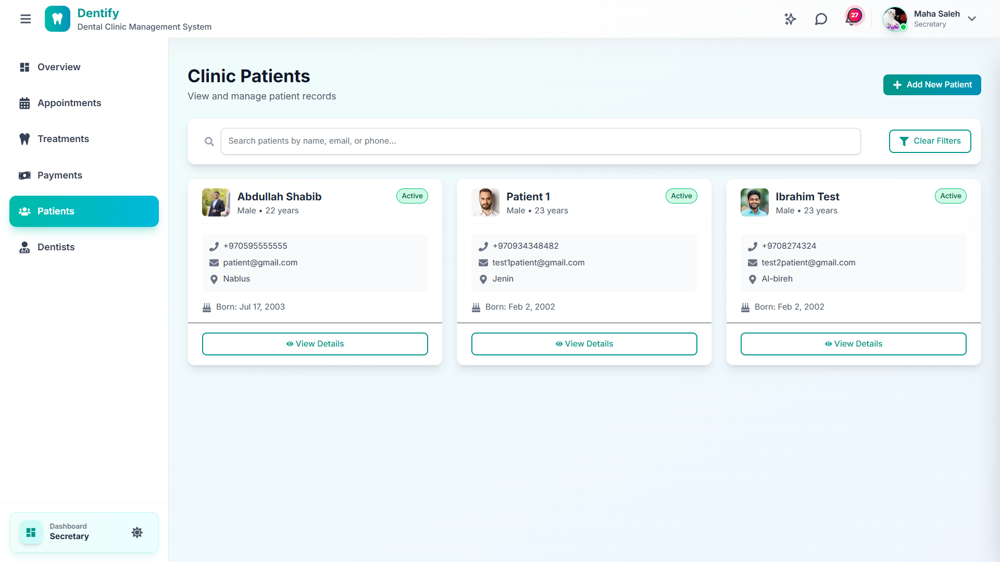 Dentify
Dental Clinic Management System
27
Maha Saleh
Secretary
Overview
Appointments
Treatments
Payments
Patients
Dentists
Dashboard
Secretary
Clinic Patients
View and manage patient records
Add New Patient
Search patients by name, email, or phone...
Clear Filters
Abdullah Shabib
Male • 22 years
Active
+970595555555
patient@gmail.com
Nablus
Born: Jul 17, 2003
View Details
Patient 1
Male • 23 years
Active
+970934348482
test1patient@gmail.com
Jenin
Born: Feb 2, 2002
View Details
Ibrahim Test
Male • 23 years
Active
+9708274324
test2patient@gmail.com
Al-bireh
Born: Feb 2, 2002
View Details